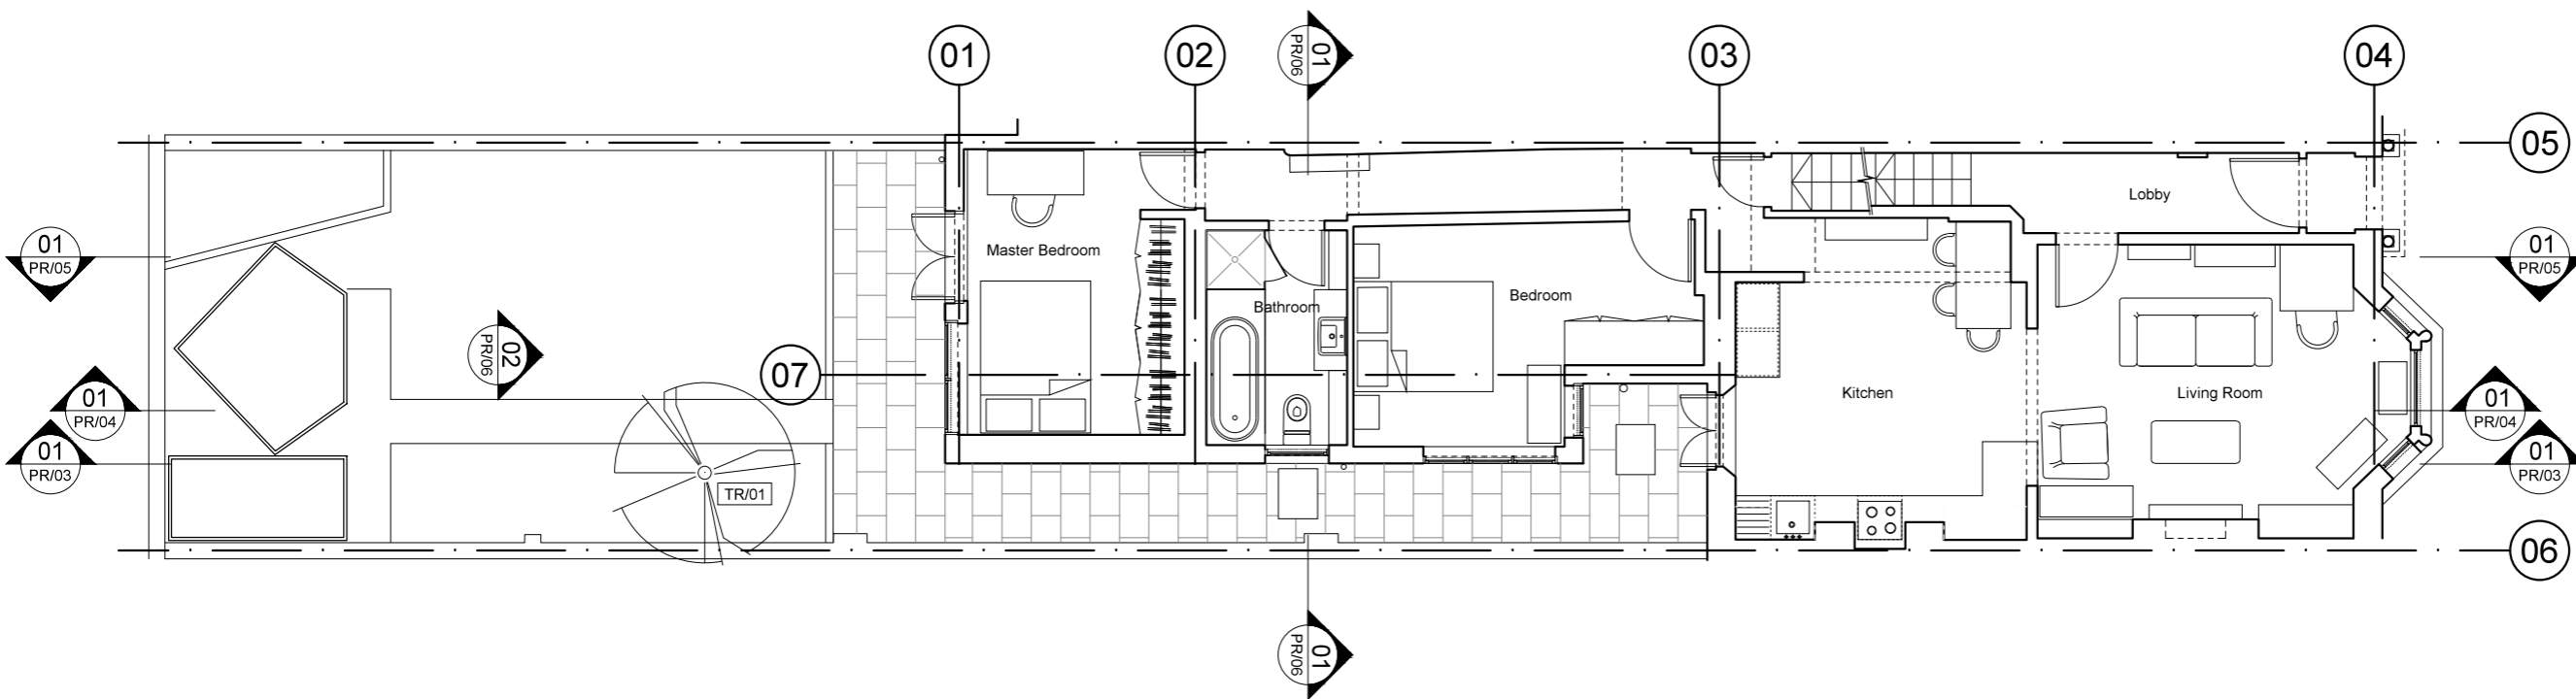 01
02
01
PR/06
03
04
05
Lobby
Master Bedroom
01
PR/05
01
PR/05
Bedroom
Bathroom
02
PR/06
07
Kitchen
Living Room
01
PR/04
01
PR/04
01
PR/03
01
PR/03
TR/01
06
01
PR/06